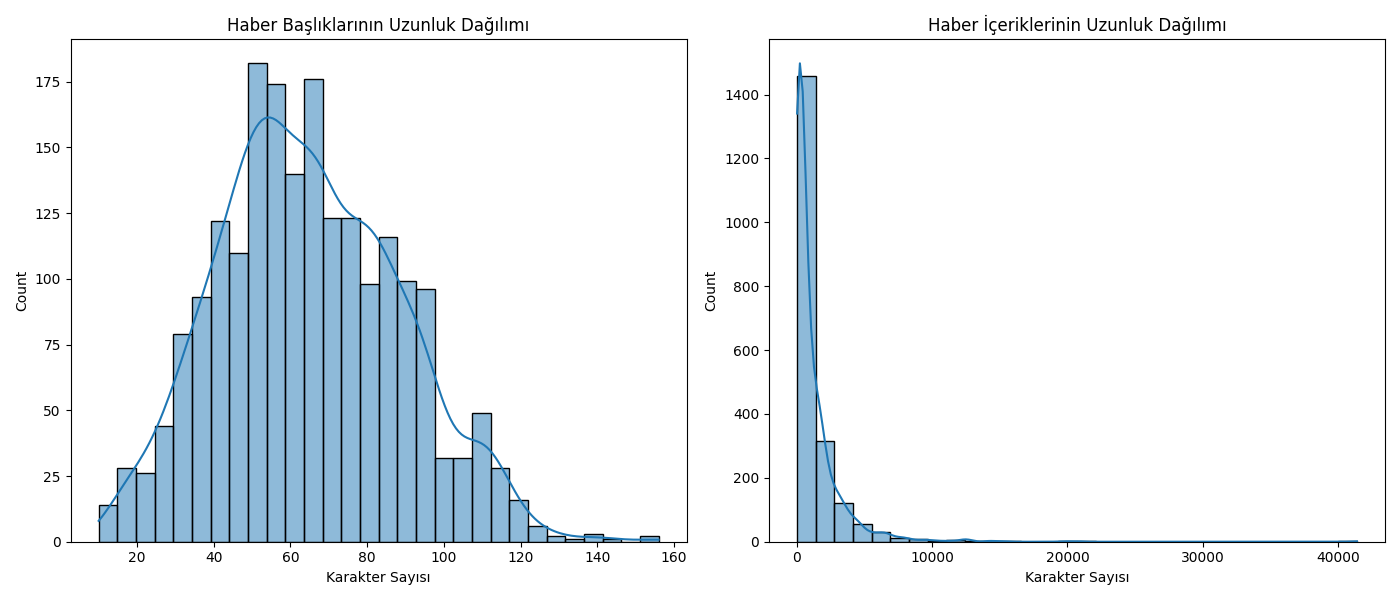 Haber Başlıklarının Uzunluk Dağılımı
175
150
125
100
75
50
25
0
Count
20 40 60 80 100 120 140 160
Karakter Sayısı
Haber İçeriklerinin Uzunluk Dağılımı
1400
1200
1000
800
600
400
200
0
Count
0 10000 20000 30000 40000
Karakter Sayısı